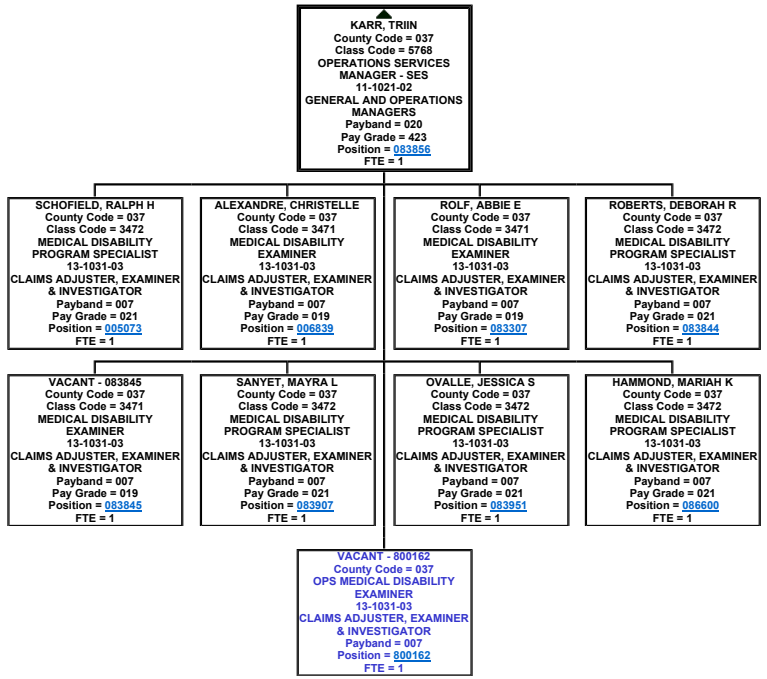 KARR, TRIIN
County Code = 037
Class Code = 5768
OPERATIONS SERVICES
MANAGER - SES
11-1021-02
GENERAL AND OPERATIONS
MANAGERS
Payband = 020
Pay Grade = 423
Position = 083856
FTE = 1
SCHOFIELD, RALPH H
County Code = 037
Class Code = 3472
MEDICAL DISABILITY
PROGRAM SPECIALIST
13-1031-03
CLAIMS ADJUSTER, EXAMINER
& INVESTIGATOR
Payband = 007
Pay Grade = 021
Position = 005073
FTE = 1
ALEXANDRE, CHRISTELLE
County Code = 037
Class Code = 3471
MEDICAL DISABILITY
EXAMINER
13-1031-03
CLAIMS ADJUSTER, EXAMINER
& INVESTIGATOR
Payband = 007
Pay Grade = 019
Position = 006839
FTE = 1
ROLF, ABBIE E
County Code = 037
Class Code = 3471
MEDICAL DISABILITY
EXAMINER
13-1031-03
CLAIMS ADJUSTER, EXAMINER
& INVESTIGATOR
Payband = 007
Pay Grade = 019
Position = 083307
FTE = 1
ROBERTS, DEBORAH R
County Code = 037
Class Code = 3472
MEDICAL DISABILITY
PROGRAM SPECIALIST
13-1031-03
CLAIMS ADJUSTER, EXAMINER
& INVESTIGATOR
Payband = 007
Pay Grade = 021
Position = 083844
FTE = 1
VACANT - 083845
County Code = 037
Class Code = 3471
MEDICAL DISABILITY
EXAMINER
13-1031-03
CLAIMS ADJUSTER, EXAMINER
& INVESTIGATOR
Payband = 007
Pay Grade = 019
Position = 083845
FTE = 1
SANYET, MAYRA L
County Code = 037
Class Code = 3472
MEDICAL DISABILITY
PROGRAM SPECIALIST
13-1031-03
CLAIMS ADJUSTER, EXAMINER
& INVESTIGATOR
Payband = 007
Pay Grade = 021
Position = 083907
FTE = 1
OVALLE, JESSICA S
County Code = 037
Class Code = 3472
MEDICAL DISABILITY
PROGRAM SPECIALIST
13-1031-03
CLAIMS ADJUSTER, EXAMINER
& INVESTIGATOR
Payband = 007
Pay Grade = 021
Position = 083951
FTE = 1
HAMMOND, MARIAH K
County Code = 037
Class Code = 3472
MEDICAL DISABILITY
PROGRAM SPECIALIST
13-1031-03
CLAIMS ADJUSTER, EXAMINER
& INVESTIGATOR
Payband = 007
Pay Grade = 021
Position = 086600
FTE = 1
VACANT - 800162
County Code = 037
OPS MEDICAL DISABILITY
EXAMINER
13-1031-03
CLAIMS ADJUSTER, EXAMINER
& INVESTIGATOR
Payband = 007
Position = 800162
FTE = 1